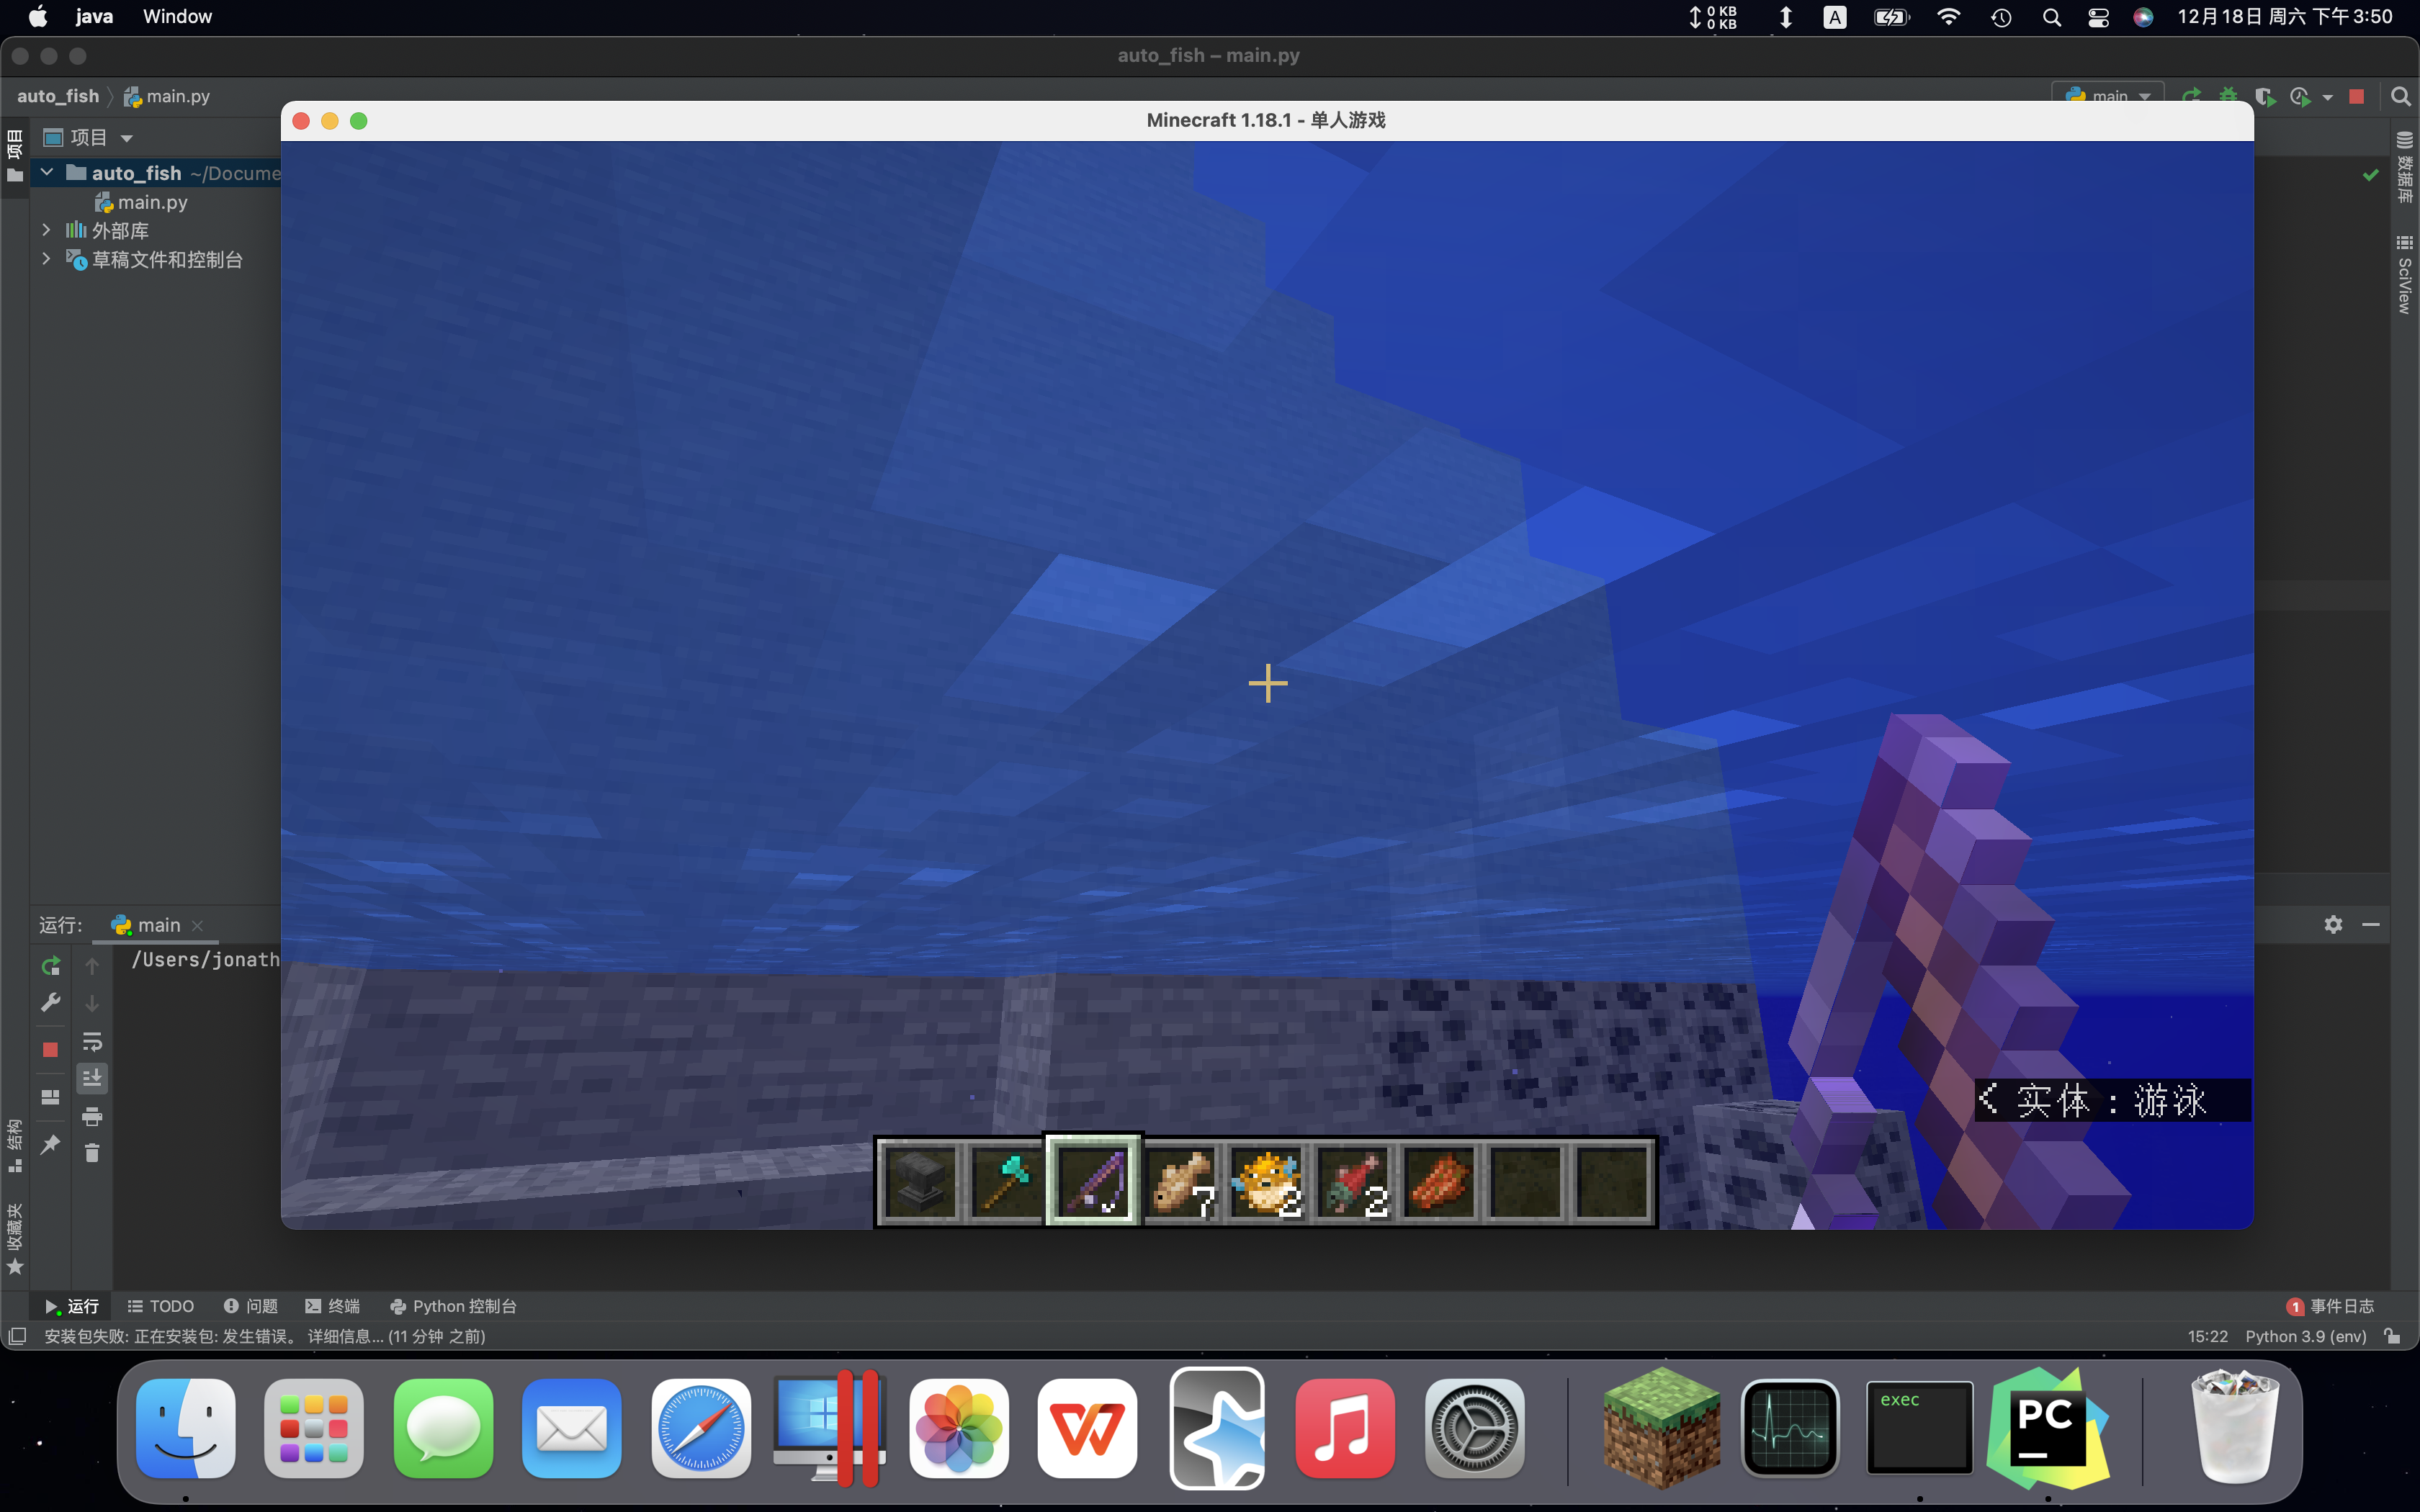 java Window
0 KB
0 KB
A
12月18日 周六 下午3:50
auto_fish – main.py
auto_fish main.py
main
Minecraft 1.18.1 - 单人游戏
项目
项目
auto_fish ~/Docume
main.py
外部库
草稿文件和控制台
数据库
SciView
运行: main
/Users/jonath
< 实体：游泳
7
2
2
结构
收藏夹
运行 TODO 问题 终端 Python 控制台
1 事件日志
安装包失败: 正在安装包: 发生错误。 详细信息... (11 分钟 之前)
15:22 Python 3.9 (env)
W
exec
PC